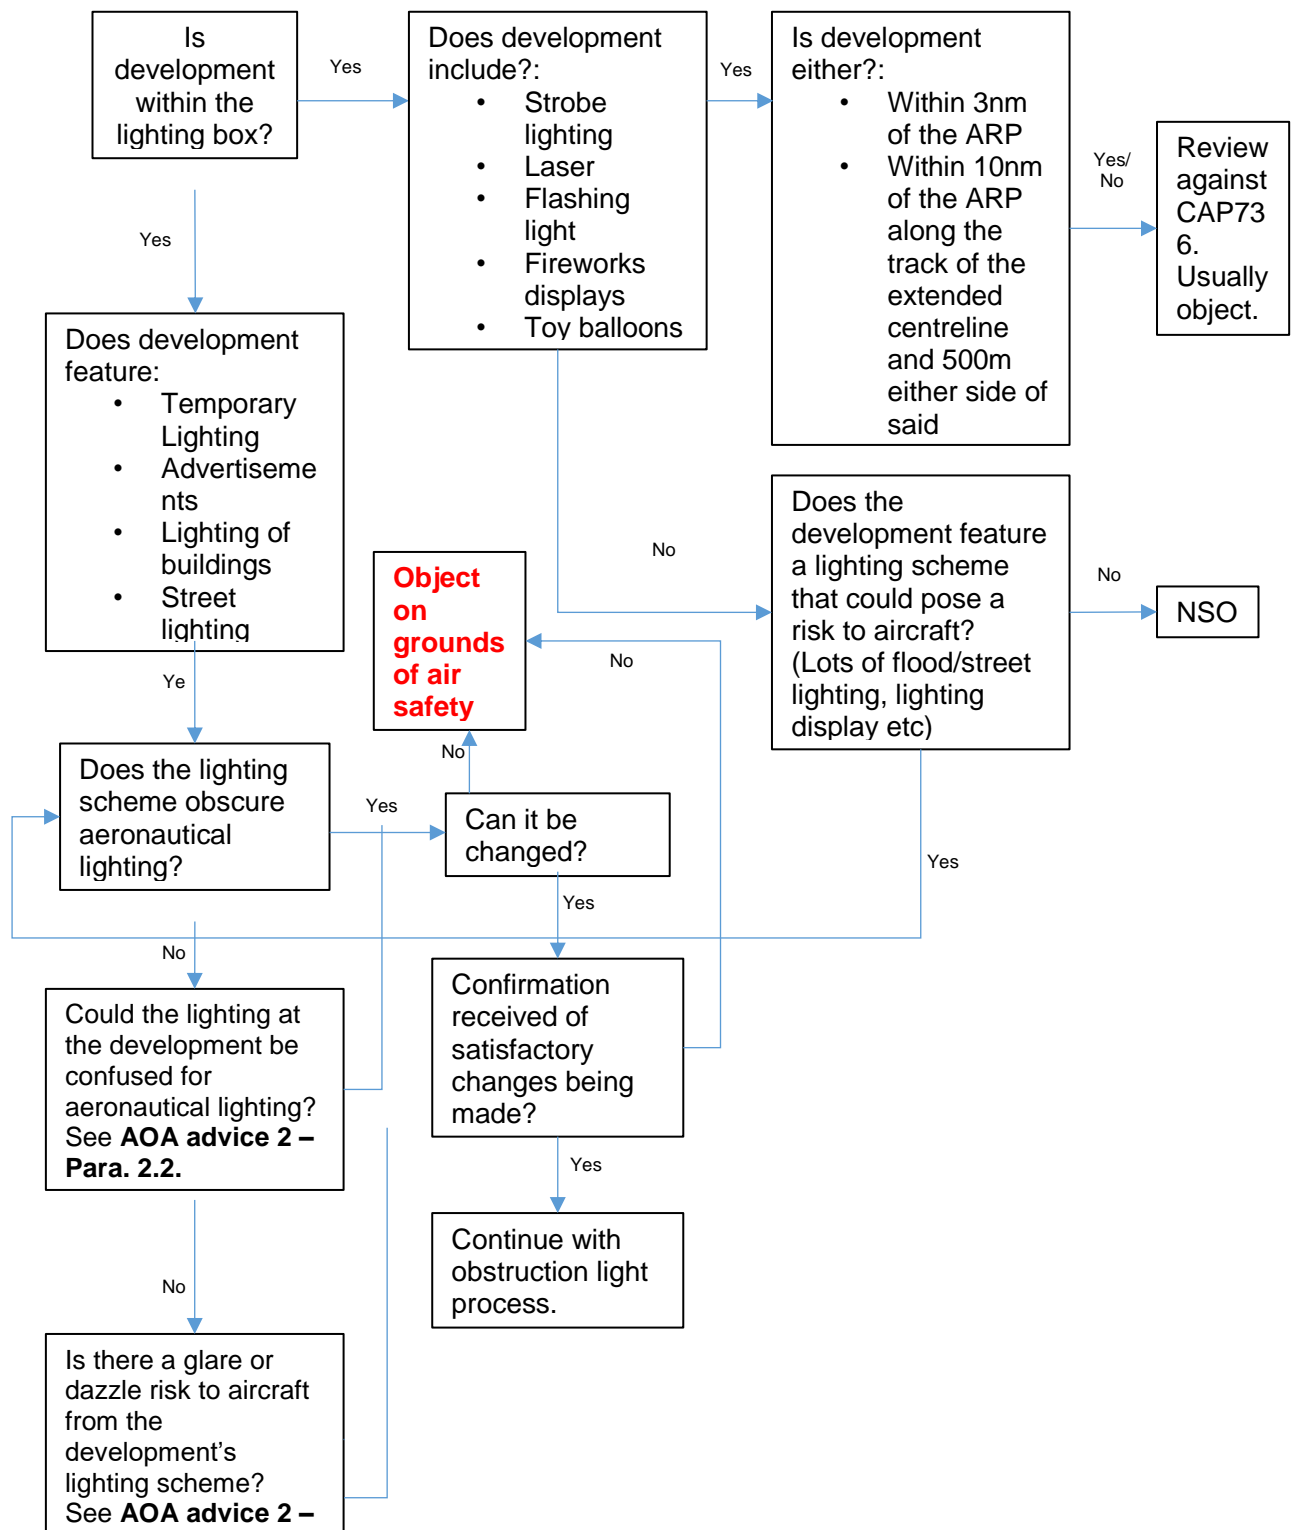 Is
development
within the
lighting box?
Yes
Does development
include?:
• Strobe
lighting
• Laser
• Flashing
light
• Fireworks
displays
• Toy balloons
Yes
Is development
either?:
• Within 3nm
of the ARP
• Within 10nm
of the ARP
along the
track of the
extended
centreline
and 500m
either side of
said
Yes/
No
Review
against
CAP73
6.
Usually
object.
Yes
Does development
feature:
• Temporary
Lighting
• Advertiseme
nts
• Lighting of
buildings
• Street
lighting
No
Does the
development feature
a lighting scheme
that could pose a
risk to aircraft?
(Lots of flood/street
lighting, lighting
display etc)
No
NSO
Object
on
grounds
of air
safety
No
Ye
No
Does the lighting
scheme obscure
aeronautical
lighting?
Yes
Can it be
changed?
Yes
Yes
No
Could the lighting at
the development be
confused for
aeronautical lighting?
See AOA advice 2 –
Para. 2.2.
Confirmation
received of
satisfactory
changes being
made?
Yes
Continue with
obstruction light
process.
No
Is there a glare or
dazzle risk to aircraft
from the
development's
lighting scheme?
See AOA advice 2 –